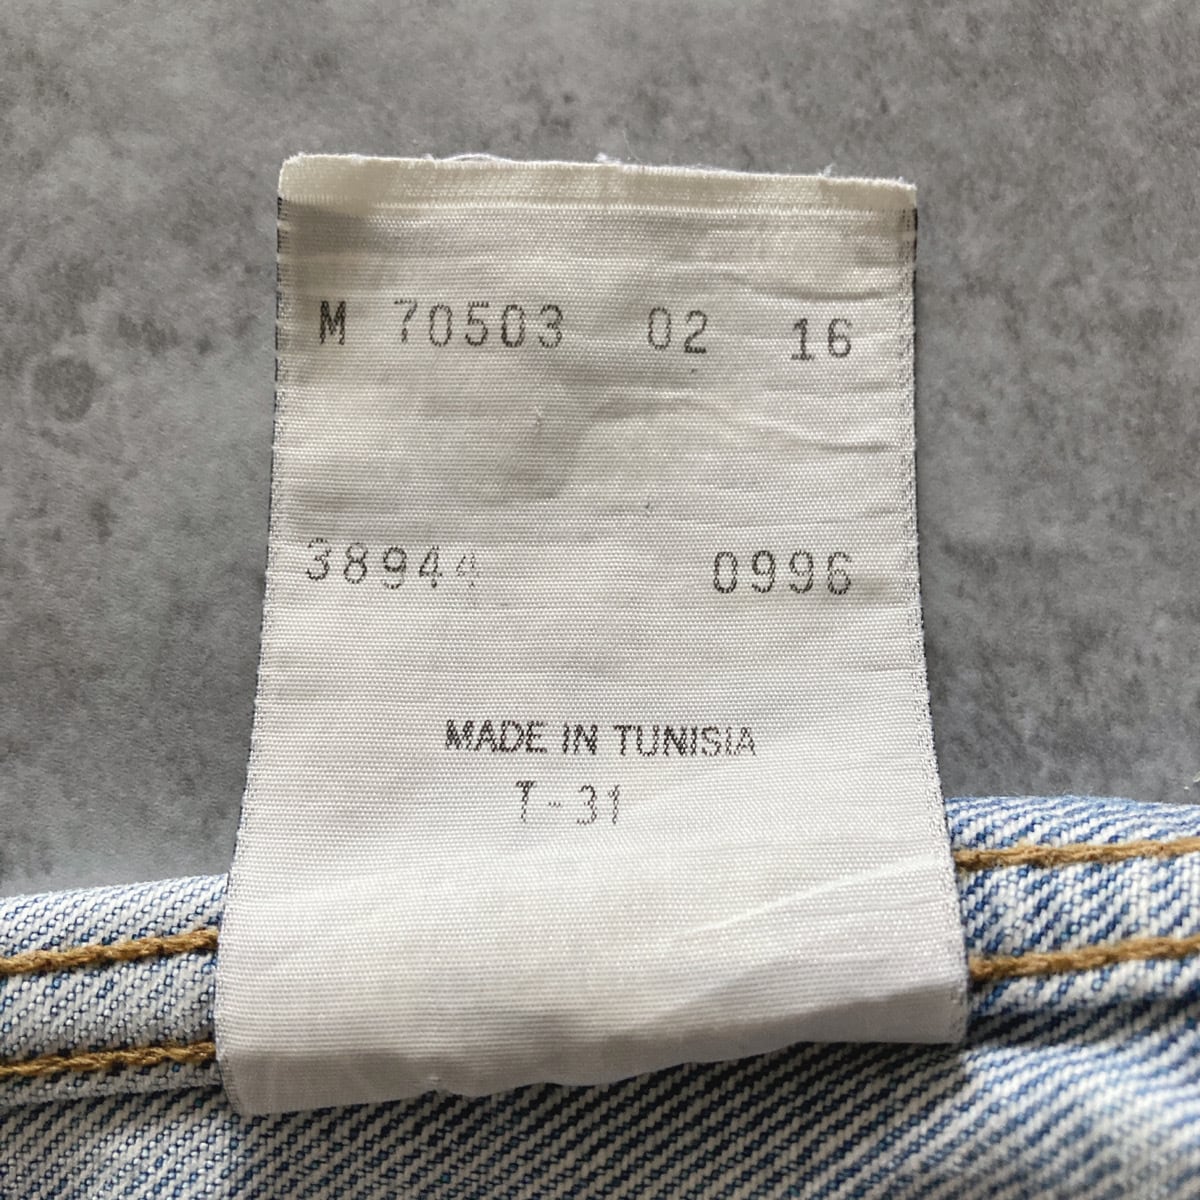 M 70503 02 16
38944 0996
MADE IN TUNISIA
T-31